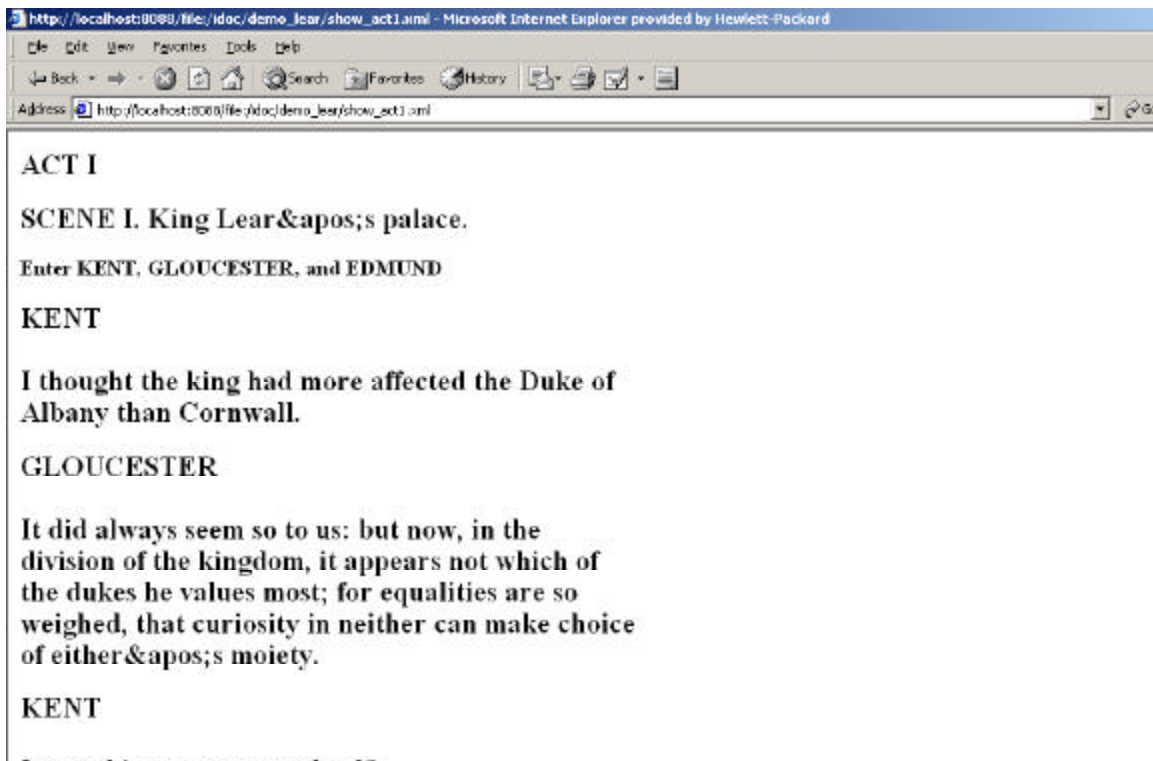 http://localhost:8088/file:/idoc/demo_lear/show_act1.xml - Microsoft Internet Explorer provided by Hewlett-Packard
File Edit View Favorites Tools Help
Back Search Favorites History
Address http://localhost:8088/file:/idoc/demo_lear/show_act1.xml
ACT I
SCENE I. King Lear&apos;s palace.
Enter KENT, GLOUCESTER, and EDMUND
KENT
I thought the king had more affected the Duke of
Albany than Cornwall.
GLOUCESTER
It did always seem so to us: but now, in the
division of the kingdom, it appears not which of
the dukes he values most; for equalities are so
weighed, that curiosity in neither can make choice
of either&apos;s moiety.
KENT